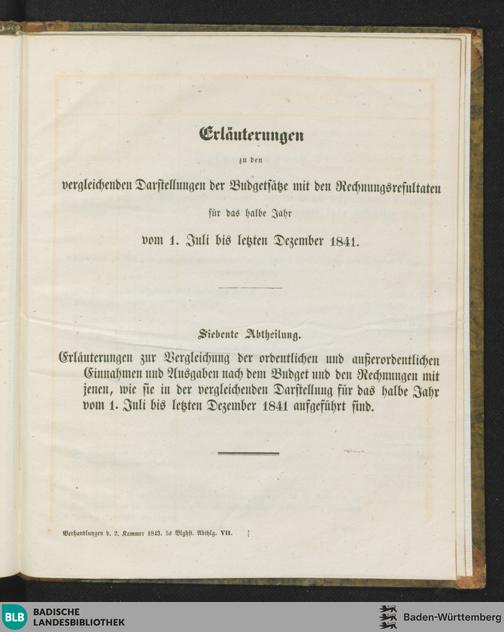 Erläuterungen
zu den
vergleichenden Darstellungen der Budgetsätze mit den Rechnungsresultaten
für das halbe Jahr
vom 1. Juli bis letzten Dezember 1841.
Siebente Abtheilung.
Erläuterungen zur Vergleichung der ordentlichen und außerordentlichen
Einnahmen und Ausgaben nach dem Budget und den Rechnungen mit
jenen, wie sie in der vergleichenden Darstellung für das halbe Jahr
vom 1. Juli bis letzten Dezember 1841 aufgeführt sind.
Verhandlungen d. 2. Kammer 1843. 5s Blghft. Abthlg. VII.
BLB BADISCHE
LANDESBIBLIOTHEK
Baden-Württemberg